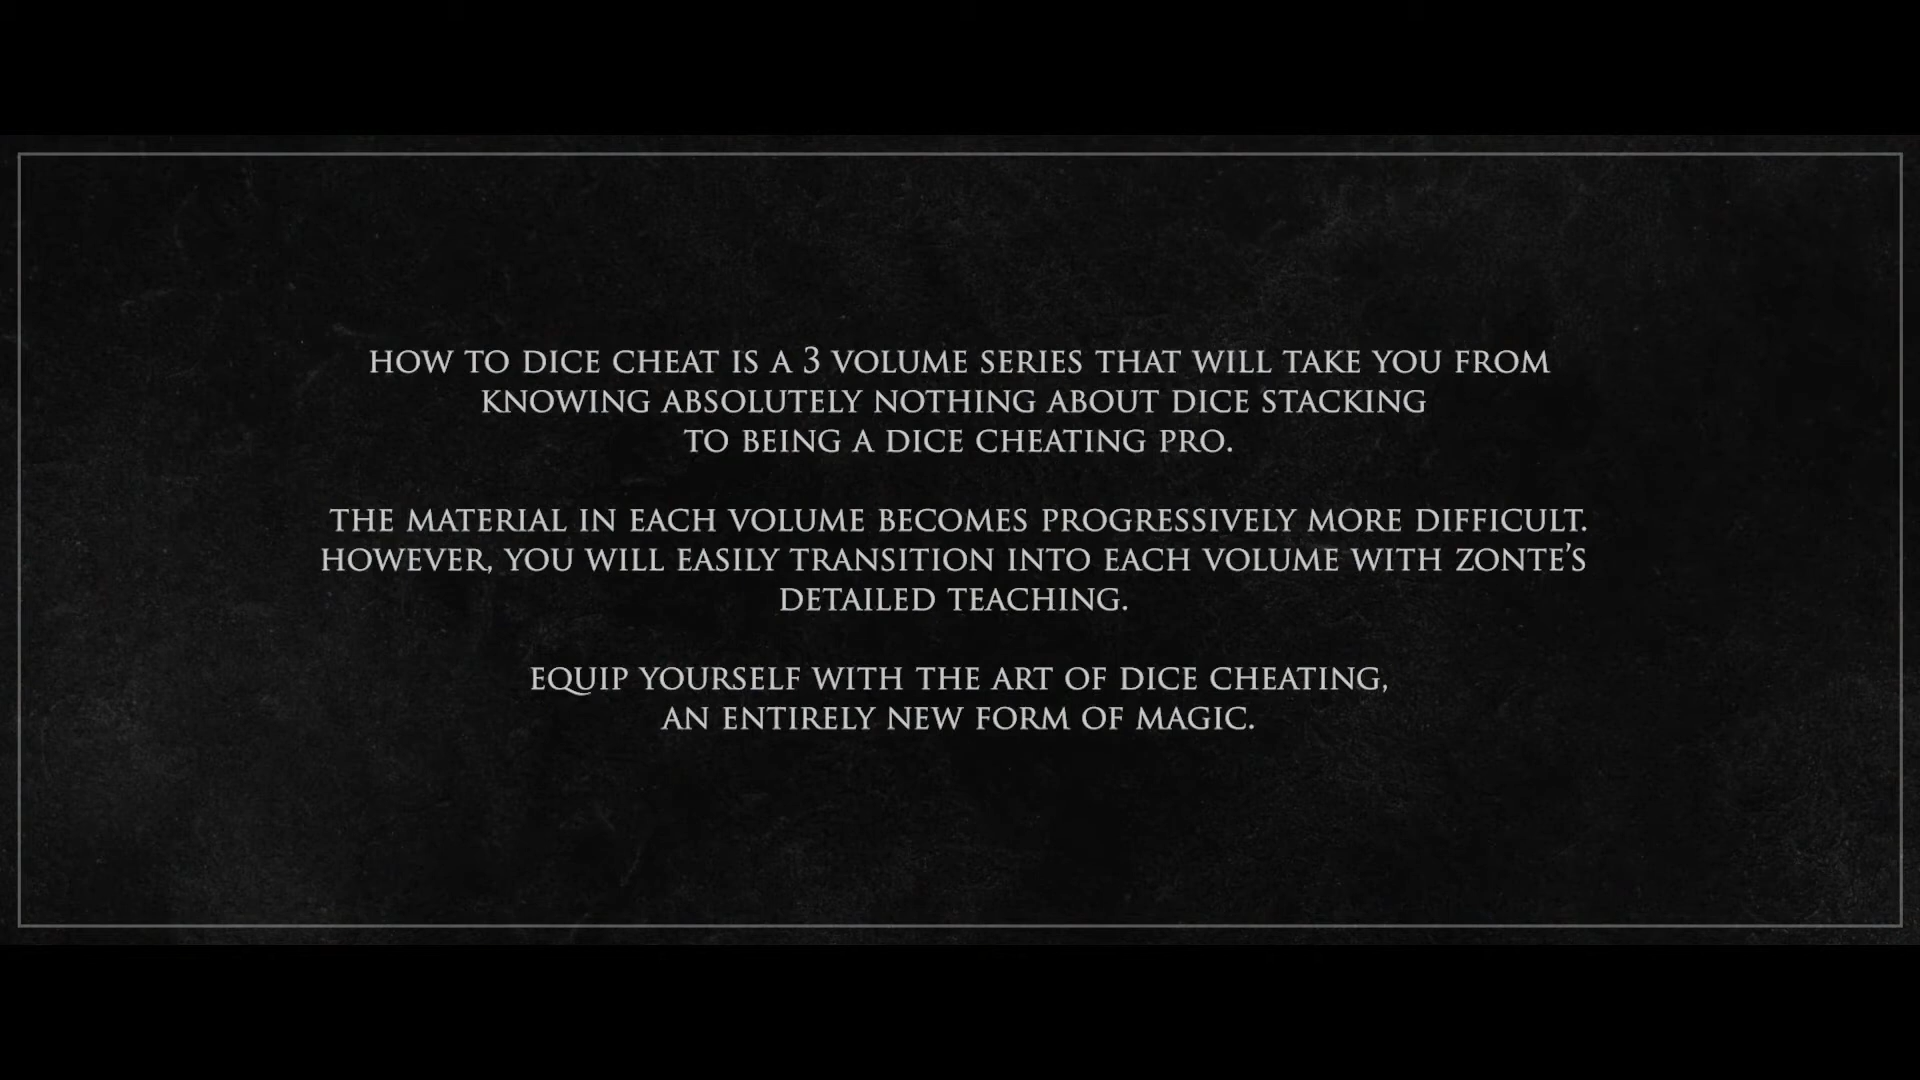 HOW TO DICE CHEAT IS A 3 VOLUME SERIES THAT WILL TAKE YOU FROM
KNOWING ABSOLUTELY NOTHING ABOUT DICE STACKING
TO BEING A DICE CHEATING PRO.
THE MATERIAL IN EACH VOLUME BECOMES PROGRESSIVELY MORE DIFFICULT.
HOWEVER, YOU WILL EASILY TRANSITION INTO EACH VOLUME WITH ZONTE'S
DETAILED TEACHING.
EQUIP YOURSELF WITH THE ART OF DICE CHEATING,
AN ENTIRELY NEW FORM OF MAGIC.